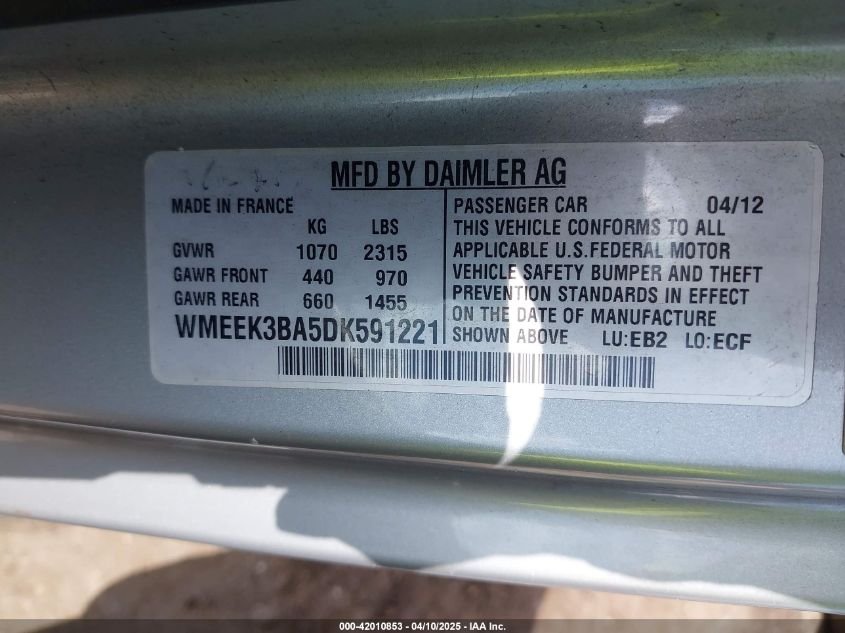 MFD BY DAIMLER AG
MADE IN FRANCE
KG LBS
GVWR 1070 2315
GAWR FRONT 440 970
GAWR REAR 660 1455
WMEEK3BA5DK591221
PASSENGER CAR 04/12
THIS VEHICLE CONFORMS TO ALL
APPLICABLE U.S.FEDERAL MOTOR
VEHICLE SAFETY BUMPER AND THEFT
PREVENTION STANDARDS IN EFFECT
ON THE DATE OF MANUFACTURE
SHOWN ABOVE LU:EB2 LO:ECF
000-42010853 - 04/10/2025 - IAA Inc.